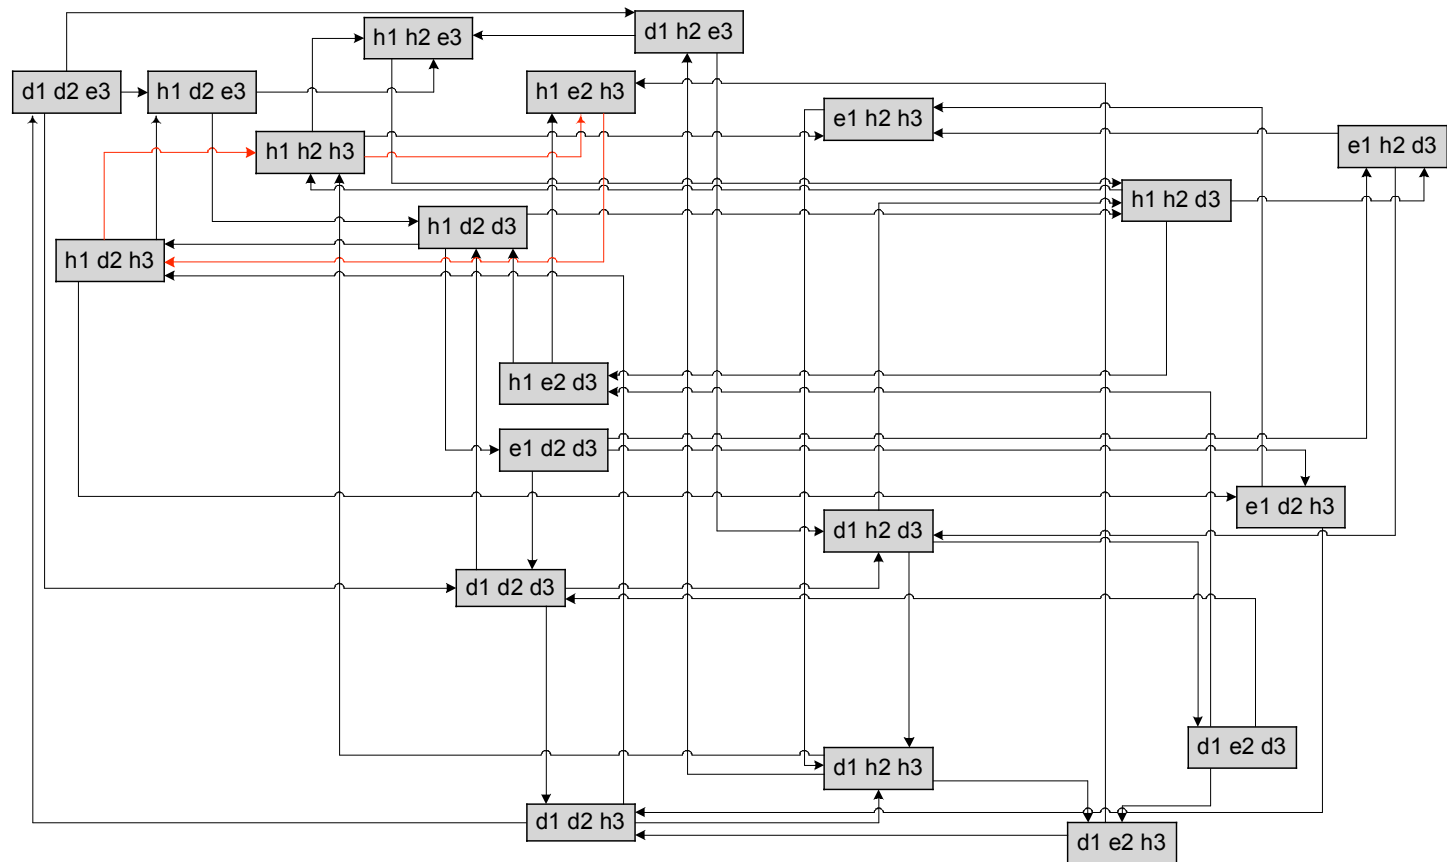 d1 h2 e3
h1 h2 e3
d1 d2 e3
h1 d2 e3
h1 e2 h3
e1 h2 h3
e1 h2 d3
h1 h2 h3
h1 h2 d3
h1 d2 d3
h1 d2 h3
h1 e2 d3
e1 d2 d3
e1 d2 h3
d1 h2 d3
d1 d2 d3
d1 e2 d3
d1 h2 h3
d1 d2 h3
d1 e2 h3